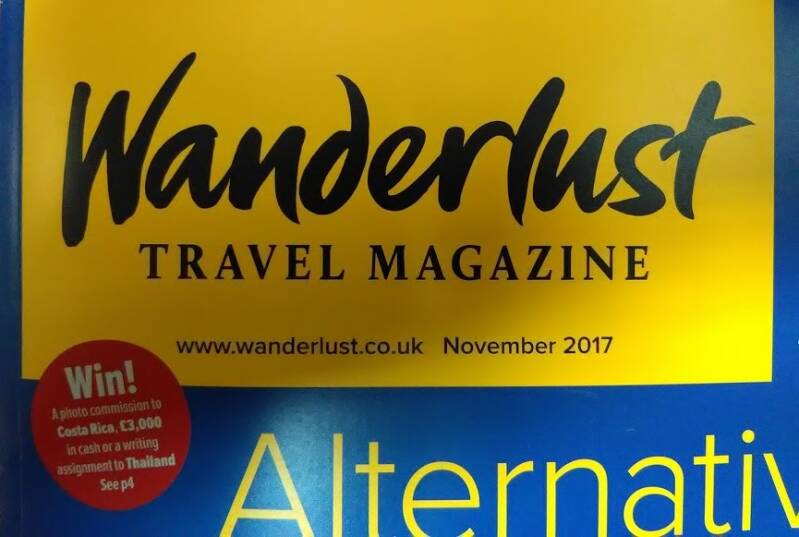 Wanderlust
TRAVEL MAGAZINE
www.wanderlust.co.uk November 2017
Win!
A photo commission to
Costa Rica, £3,000
in cash or a writing
assignment to Thailand
See p4
Alternativ